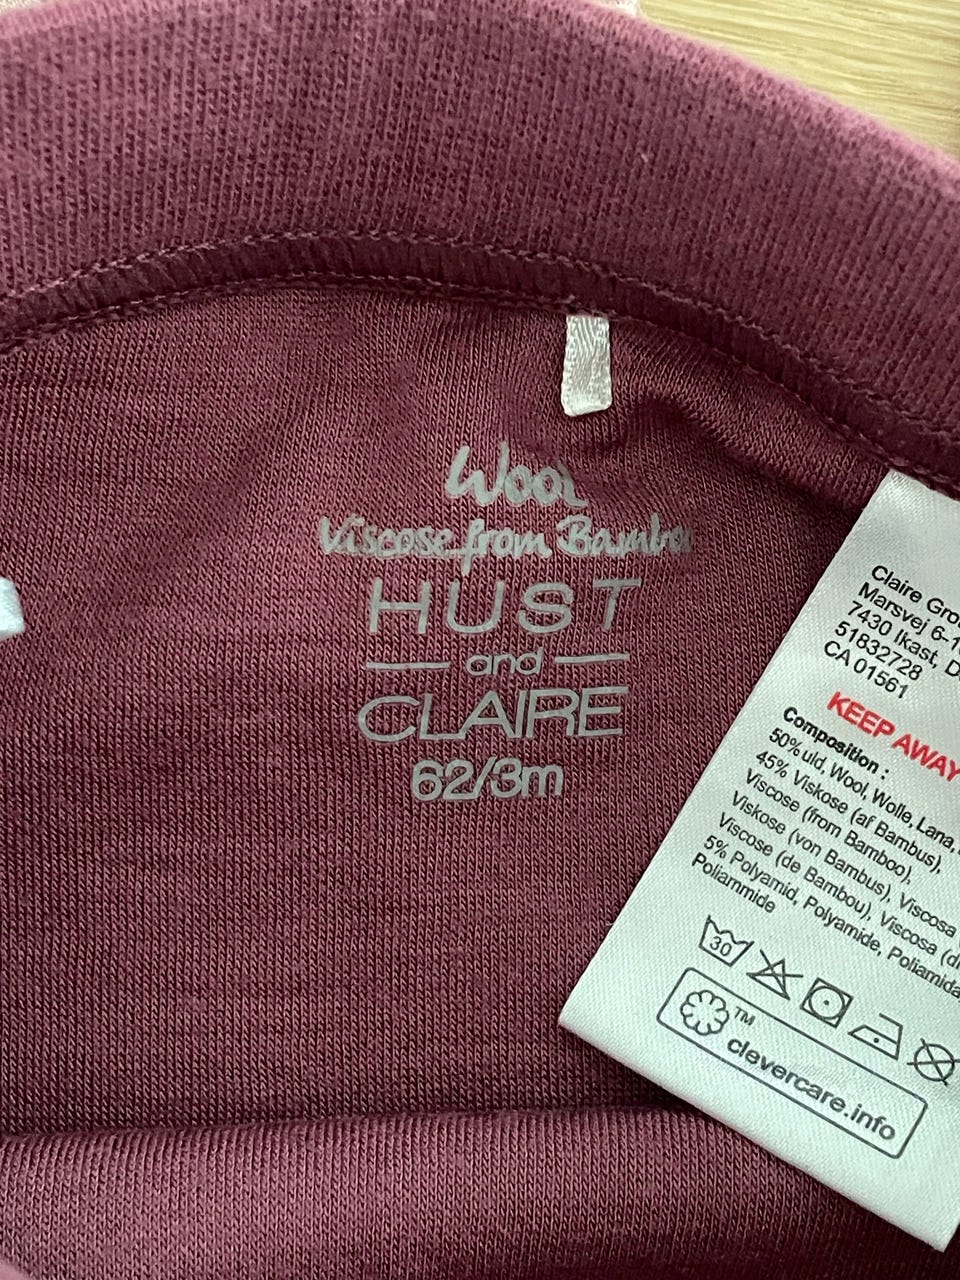 Wool
Viscose from Bamboo
HUST
and
CLAIRE
62/3m
Claire
Marsvej
7430 Ikast,
51832728
CA 01561
KEEP AWAY
Composition :
50% uld, Wool, Wolle, Lana,
45% Viskose (af Bambus),
Viscose (from Bamboo),
Viskose (von Bambus), Viscosa
Viscose (de Bambou), Viscosa
5% Polyamid, Polyamide, Poliamida
Poliammide
30
TM
clevercare.info